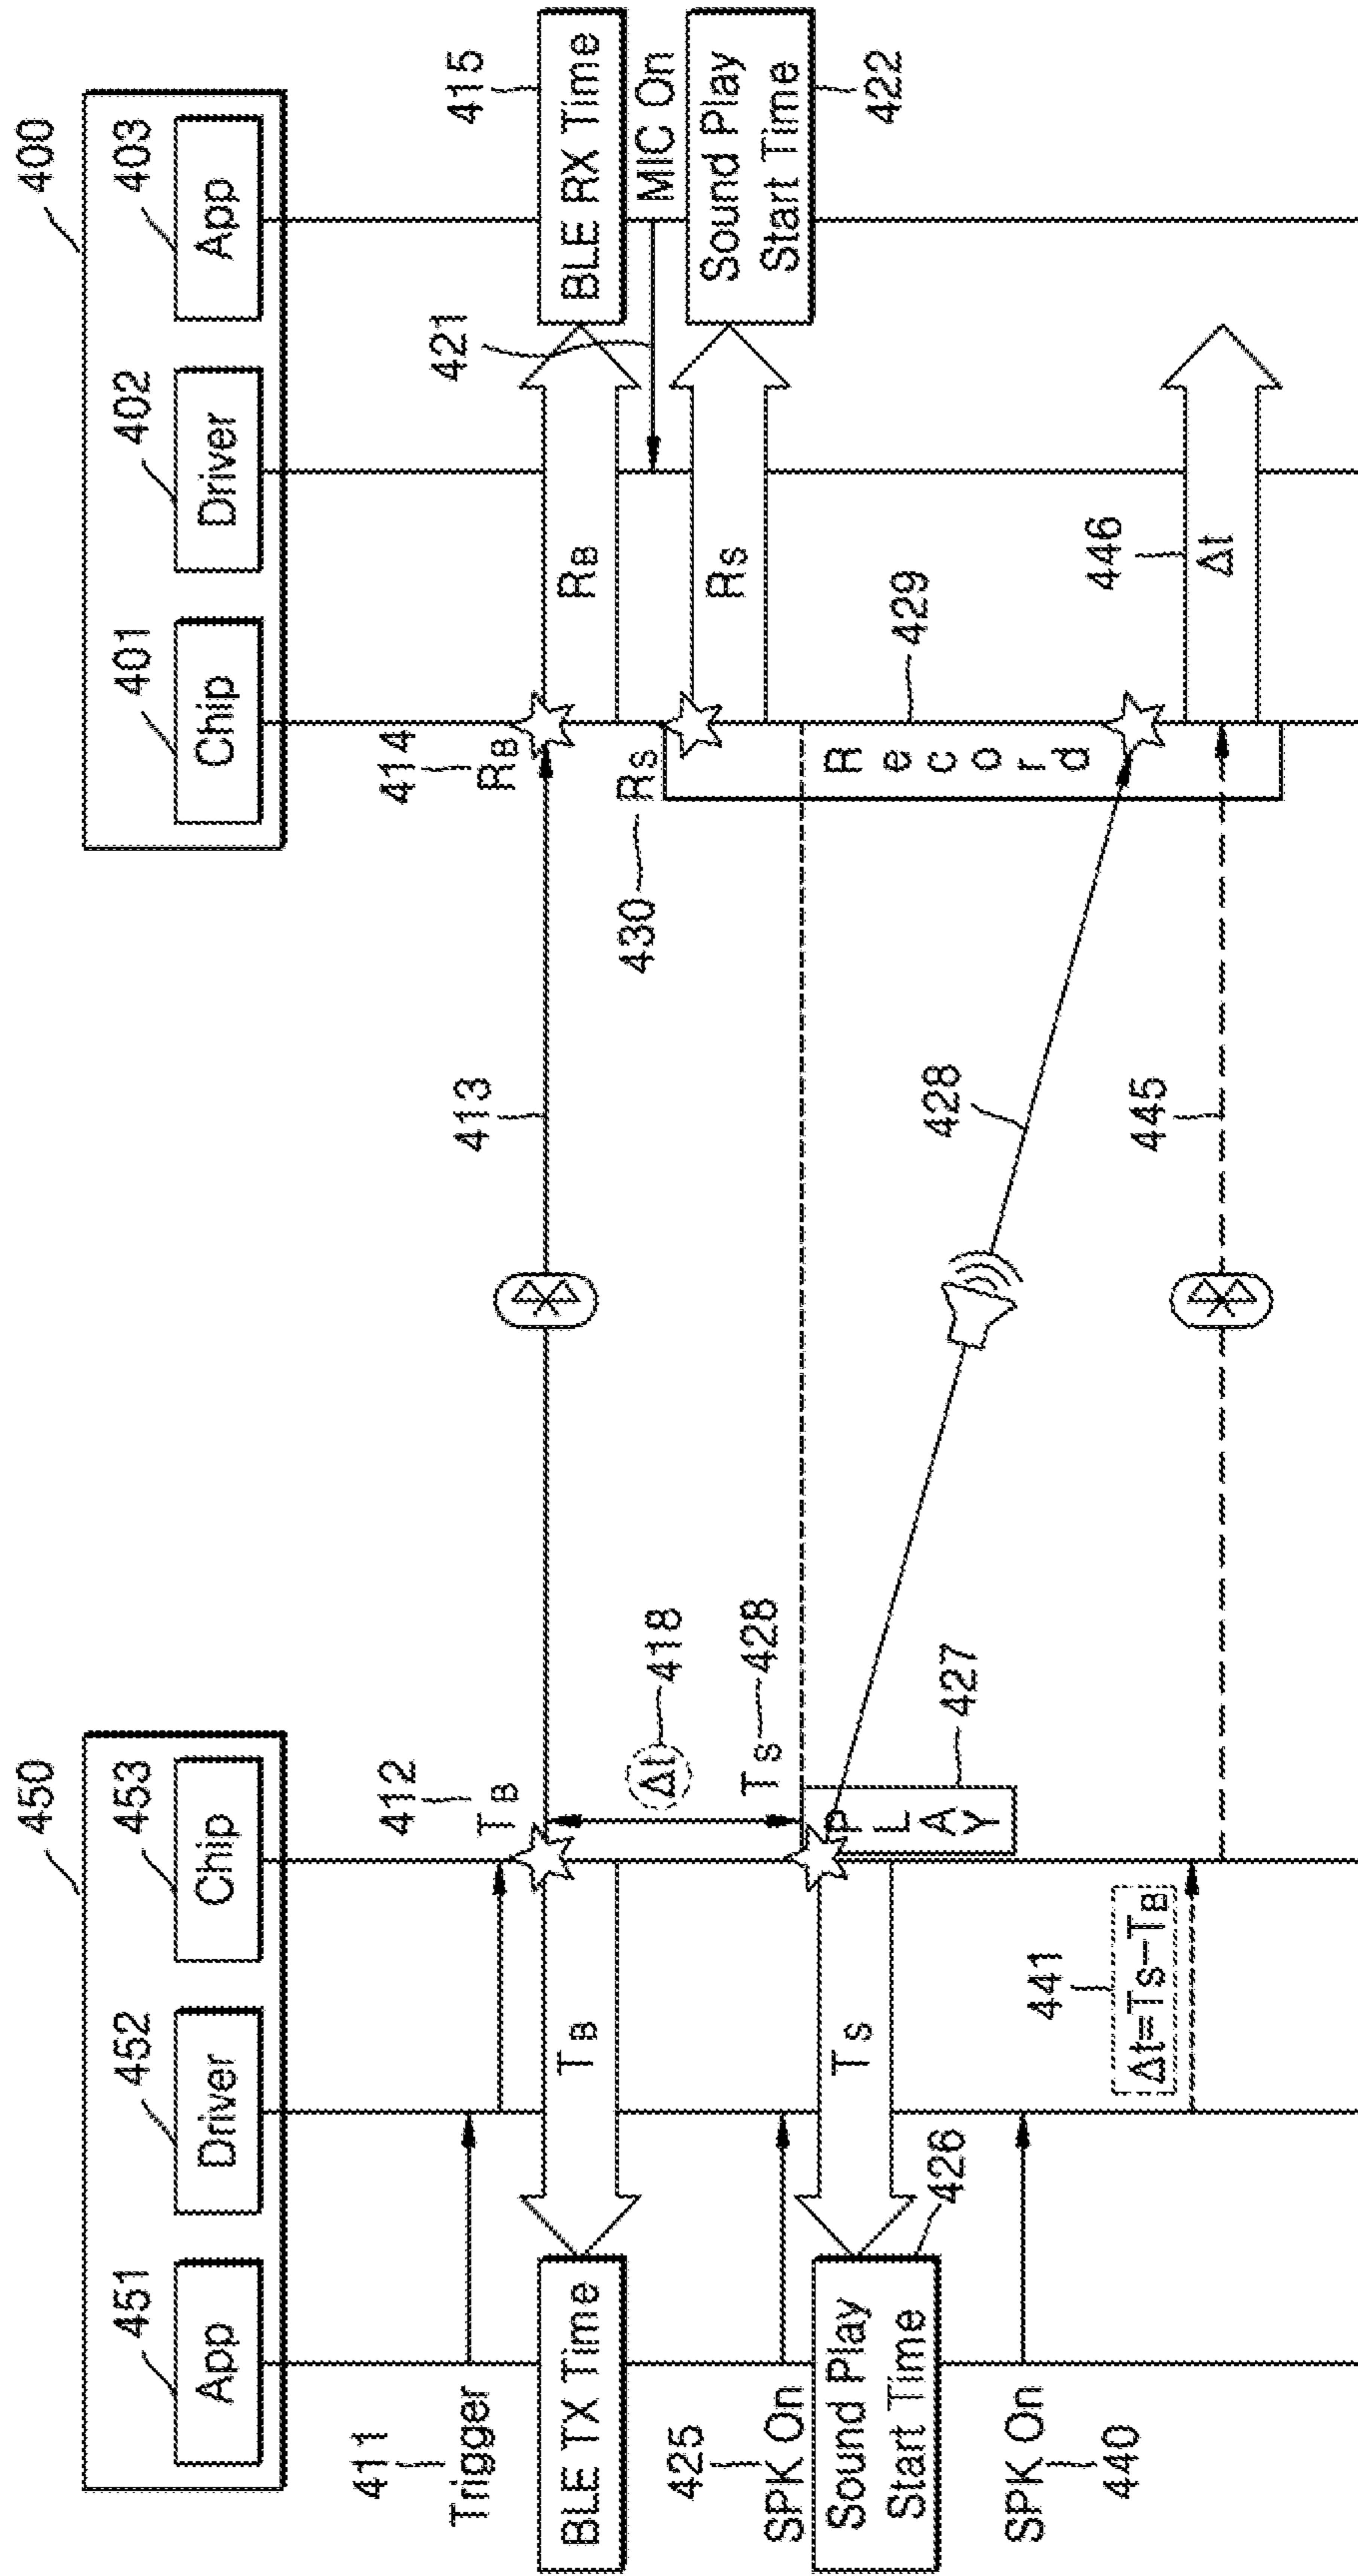 450
451
452
453
App
Driver
Chip
400
401
402
403
Chip
Driver
App
411
Trigger
412
TB
413
414
RB
TB
BLE TX Time
RB
BLE RX Time
415
Δt
418
421
MIC On
RS
430
RS
Sound Play
Start Time
422
TS
428
425
SPK On
PLAY
427
TS
Sound Play
Start Time
426
Record
429
428
SPK On
440
441
Δt=TS-TB
445
446
Δt